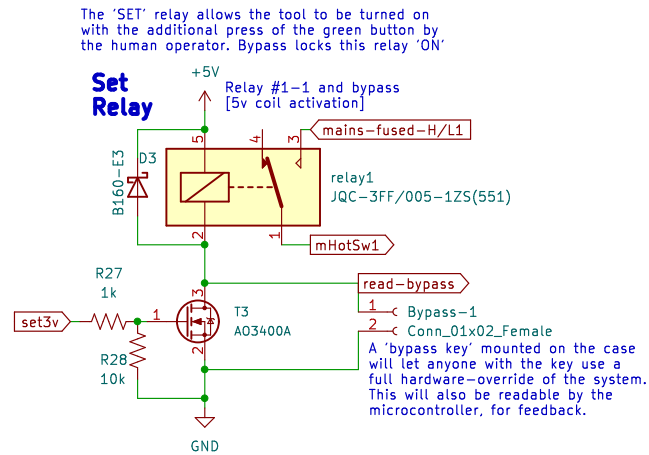 The 'SET' relay allows the tool to be turned on
with the additional press of the green button by
the human operator. Bypass locks this relay 'ON'
+5V
Set
Relay
Relay #1-1 and bypass
[5v coil activation]
5
4
3
mains-fused-H/L1
D3
B160-E3
relay1
JQC-3FF/005-1ZS(551)
2
1
mHotSw1
R27
1k
3
read-bypass
set3v
1
T3
AO3400A
1
Bypass-1
2
Conn_01x02_Female
2
R28
10k
A 'bypass key' mounted on the case
will let anyone with the key use a
full hardware-override of the system.
This will also be readable by the
microcontroller, for feedback.
GND